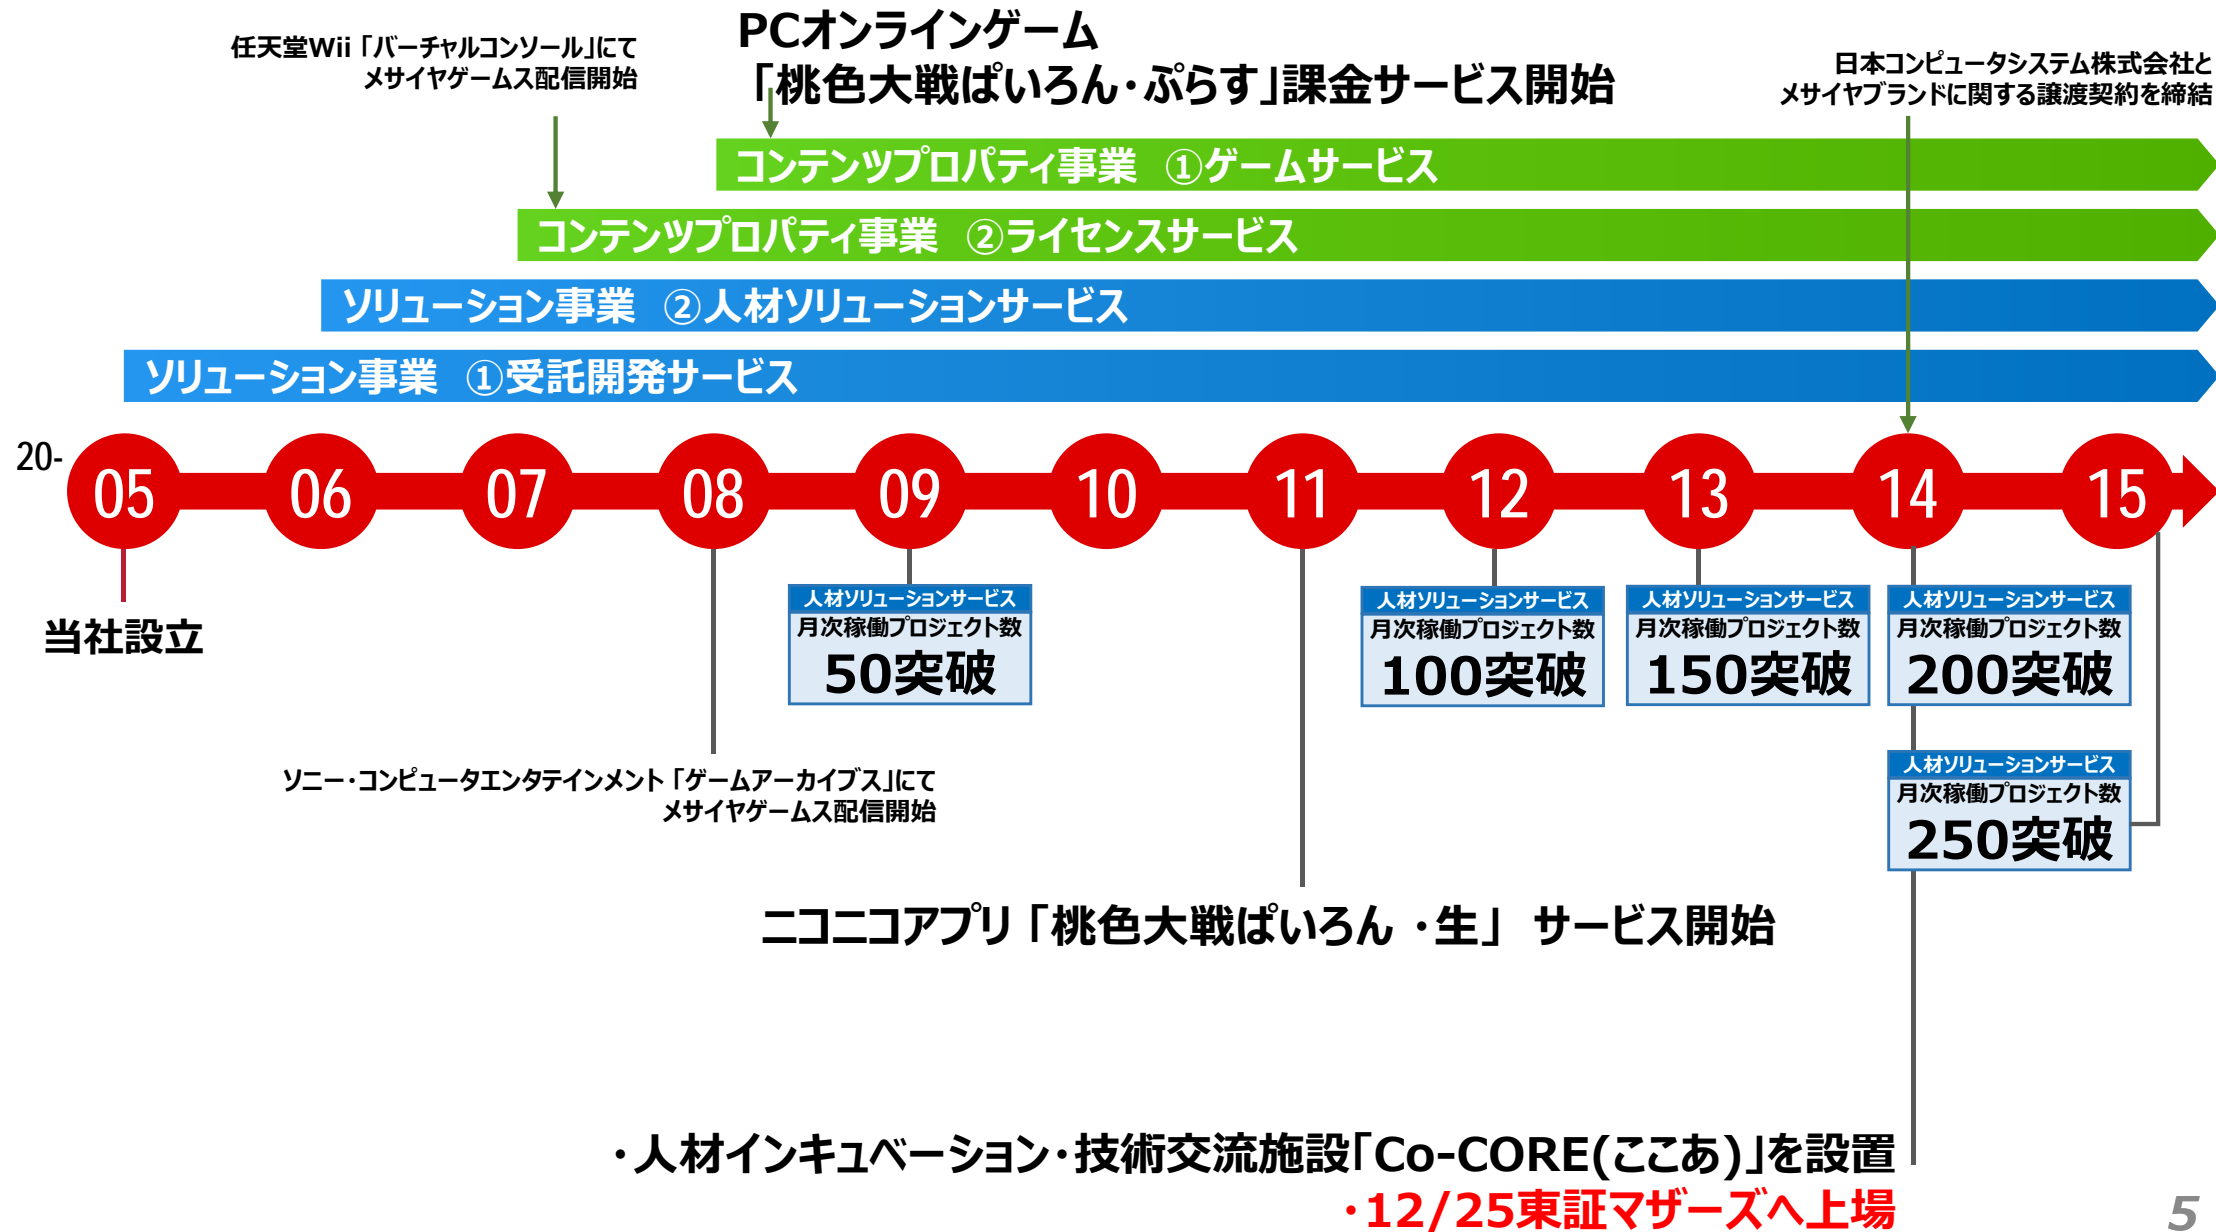 任天堂Wii「バーチャルコンソール」にて
メサイヤゲームス配信開始
PCオンラインゲーム
「桃色大戦ぱいろん・ぷらす」課金サービス開始
日本コンピュータシステム株式会社と
メサイヤブランドに関する譲渡契約を締結
コンテンツプロパティ事業 ①ゲームサービス
コンテンツプロパティ事業 ②ライセンスサービス
ソリューション事業 ②人材ソリューションサービス
ソリューション事業 ①受託開発サービス
20-
05
06
07
08
09
10
11
12
13
14
15
当社設立
人材ソリューションサービス
月次稼働プロジェクト数
50突破
人材ソリューションサービス
月次稼働プロジェクト数
100突破
人材ソリューションサービス
月次稼働プロジェクト数
150突破
人材ソリューションサービス
月次稼働プロジェクト数
200突破
ソニー・コンピュータエンタテインメント「ゲームアーカイブス」にて
メサイヤゲームス配信開始
人材ソリューションサービス
月次稼働プロジェクト数
250突破
ニコニコアプリ「桃色大戦ぱいろん ・生」 サービス開始
・人材インキュベーション・技術交流施設「Co-CORE(ここあ)」を設置
・12/25東証マザーズへ上場
5